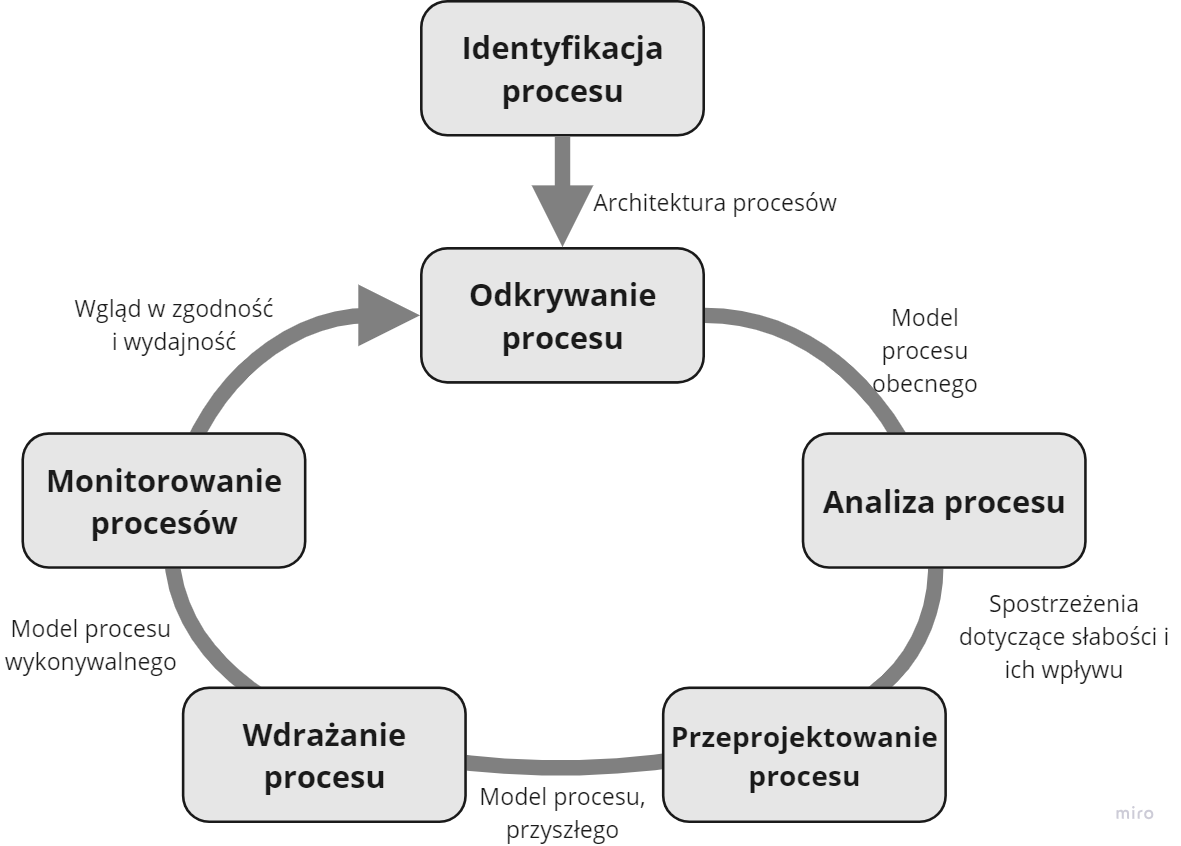 Identyfikacja
procesu
Architektura procesów
Odkrywanie
procesu
Wgląd w zgodność
i wydajność
Model
procesu
obecnego
Monitorowanie
procesów
Analiza procesu
Spostrzeżenia
dotyczące słabości i
ich wpływu
Model procesu
wykonywalnego
Wdrażanie
procesu
Przeprojektowanie
procesu
Model procesu,
przyszłego
miro